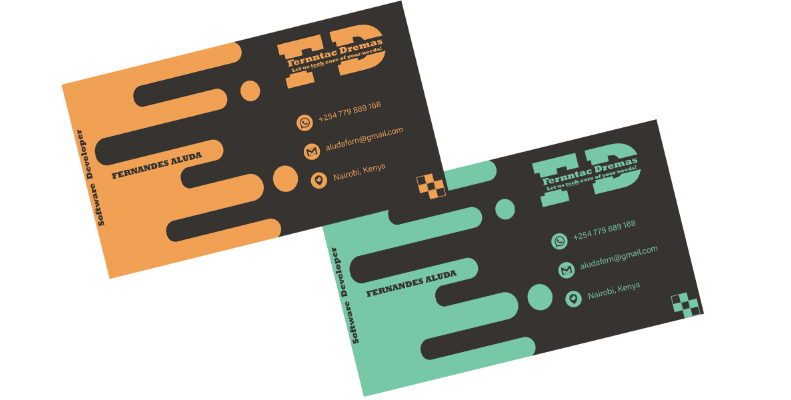 Fernntac Dremas
Let us tech care of your needs!
FD
+254 779 889 168
aludafern@gmail.com
Nairobi, Kenya
FERNANDES ALUDA
Software Developer
Fernntac Dremas
Let us tech care of your needs!
FD
+254 779 889 168
aludafern@gmail.com
Nairobi, Kenya
FERNANDES ALUDA
Software Developer